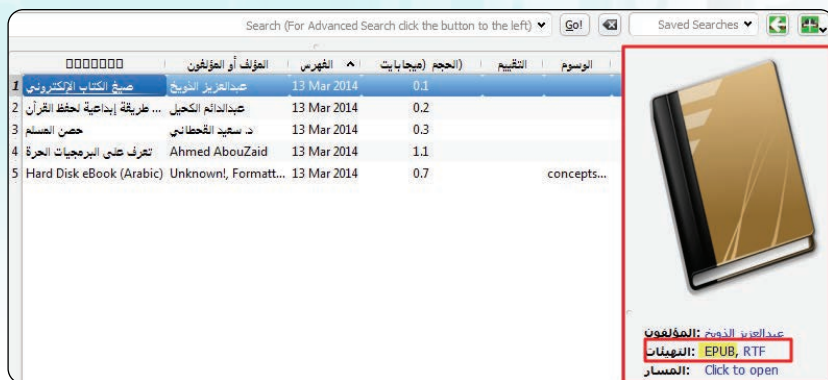 Search (For Advanced Search click the button to the left) Go! Saved Searches
المؤلف أو المؤلفون الفهرس (الحجم (ميجابايت التقييم الوسوم
1 صيغ الكتاب الإلكتروني عبدالعزيز الذويخ 13 Mar 2014 0.1
2 طريقة إبداعية لحفظ القرآن ... عبدالدائم الكحيل 13 Mar 2014 0.2
3 حصن المسلم د. سعيد القحطاني 13 Mar 2014 0.3
4 تعرف على البرمجيات الحرة Ahmed AbouZaid 13 Mar 2014 1.1
5 Hard Disk eBook (Arabic) Unknown!, Formatt... 13 Mar 2014 0.7 concepts...
المؤلفون: عبدالعزيز الذويخ
التهيئات: EPUB, RTF
المسار: Click to open